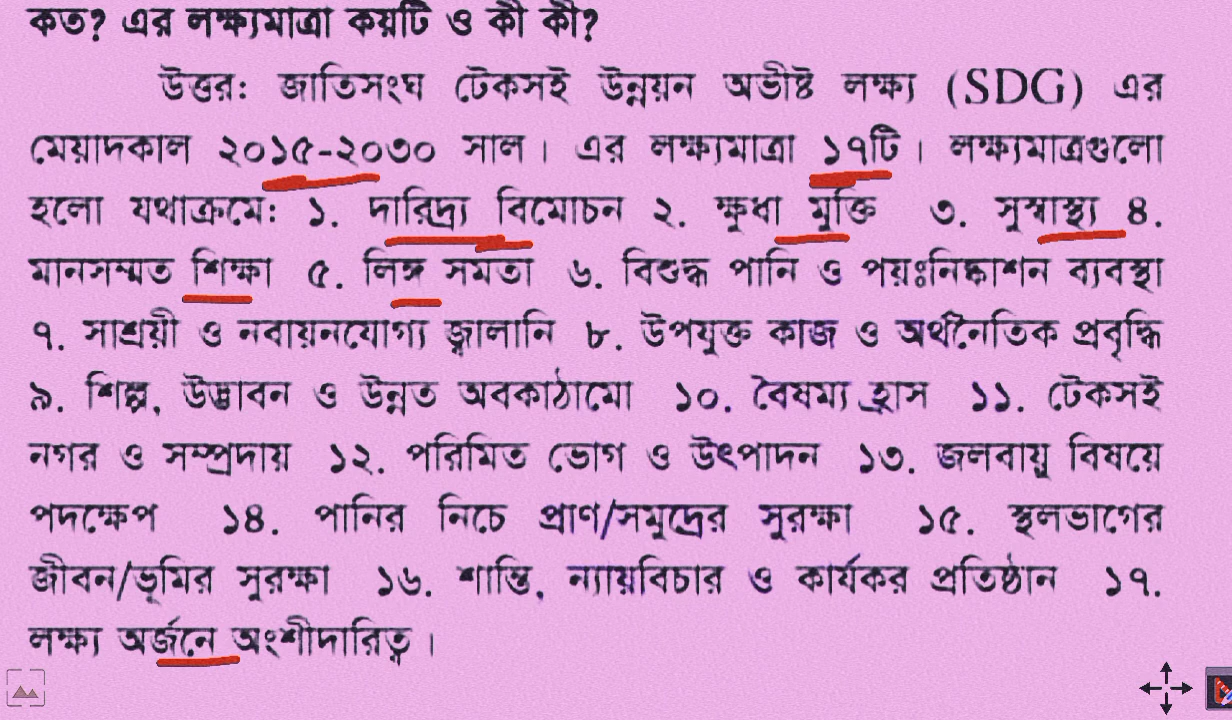 কত? এর লক্ষ্যমাত্রা কয়টি ও কী কী?
উত্তর: জাতিসংঘ টেকসই উন্নয়ন অভীষ্ট লক্ষ্য (SDG) এর
মেয়াদকাল ২০১৫-২০৩০ সাল। এর লক্ষ্যমাত্রা ১৭টি। লক্ষ্যমাত্রগুলো
হলো যথাক্রমে: ১. দারিদ্র্য বিমোচন ২. ক্ষুধা মুক্তি ৩. সুস্বাস্থ্য ৪.
মানসম্মত শিক্ষা ৫. লিঙ্গ সমতা ৬. বিশুদ্ধ পানি ও পয়ঃনিষ্কাশন ব্যবস্থা
৭. সাশ্রয়ী ও নবায়নযোগ্য জ্বালানি ৮. উপযুক্ত কাজ ও অর্থনৈতিক প্রবৃদ্ধি
৯. শিল্প, উদ্ভাবন ও উন্নত অবকাঠামো ১০. বৈষম্য হ্রাস ১১. টেকসই
নগর ও সম্প্রদায় ১২. পরিমিত ভোগ ও উৎপাদন ১৩. জলবায়ু বিষয়ে
পদক্ষেপ ১৪. পানির নিচে প্রাণ/সমুদ্রের সুরক্ষা ১৫. স্থলভাগের
জীবন/ভূমির সুরক্ষা ১৬. শান্তি, ন্যায়বিচার ও কার্যকর প্রতিষ্ঠান ১৭.
লক্ষ্য অর্জনে অংশীদারিত্ব।